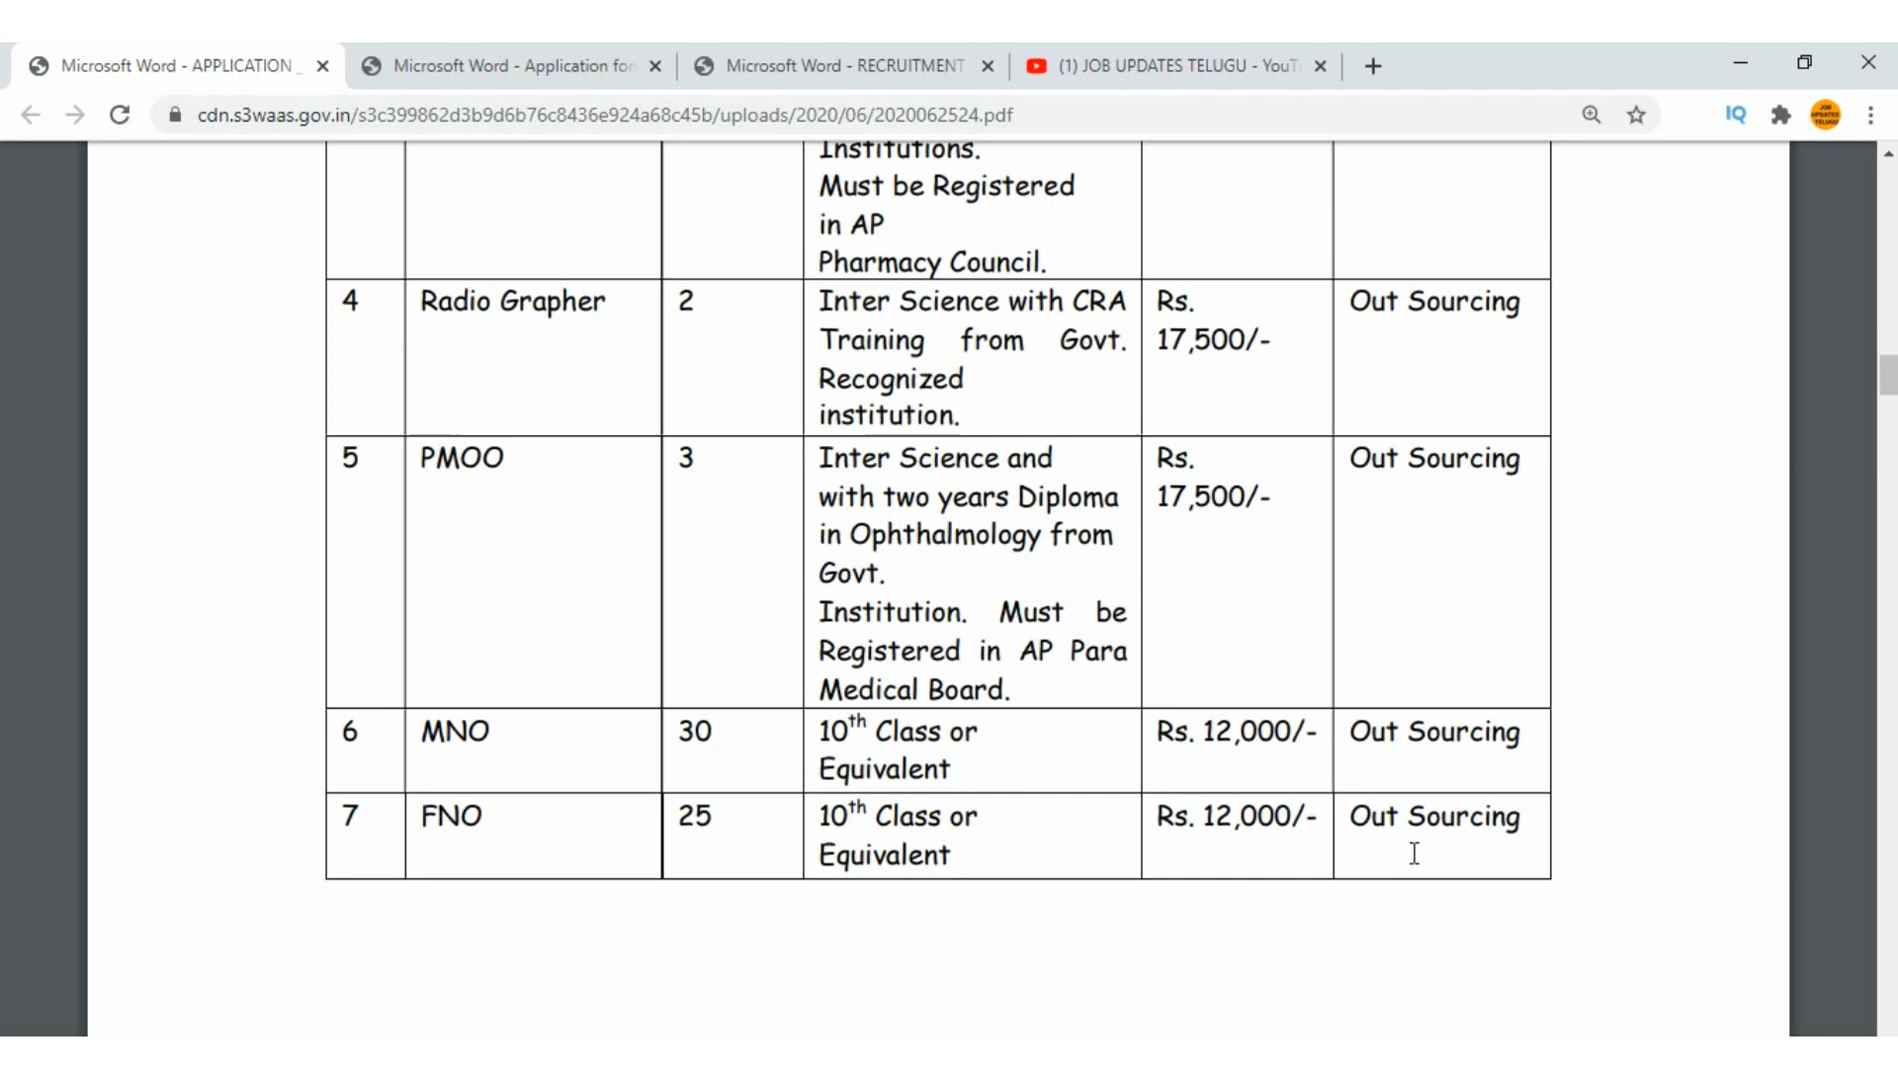 Microsoft Word - APPLICATION _
Microsoft Word - Application for
Microsoft Word - RECRUITMENT
(1) JOB UPDATES TELUGU - YouT
cdn.s3waas.gov.in/s3c399862d3b9d6b76c8436e924a68c45b/uploads/2020/06/2020062524.pdf
IQ
JOB UPDATES TELUGU
Institutions.
Must be Registered
in AP
Pharmacy Council.
4 Radio Grapher 2 Inter Science with CRA Rs. Out Sourcing
Training from Govt. 17,500/-
Recognized
institution.
5 PMOO 3 Inter Science and Rs. Out Sourcing
with two years Diploma 17,500/-
in Ophthalmology from
Govt.
Institution. Must be
Registered in AP Para
Medical Board.
6 MNO 30 10th Class or Rs. 12,000/- Out Sourcing
Equivalent
7 FNO 25 10th Class or Rs. 12,000/- Out Sourcing
Equivalent